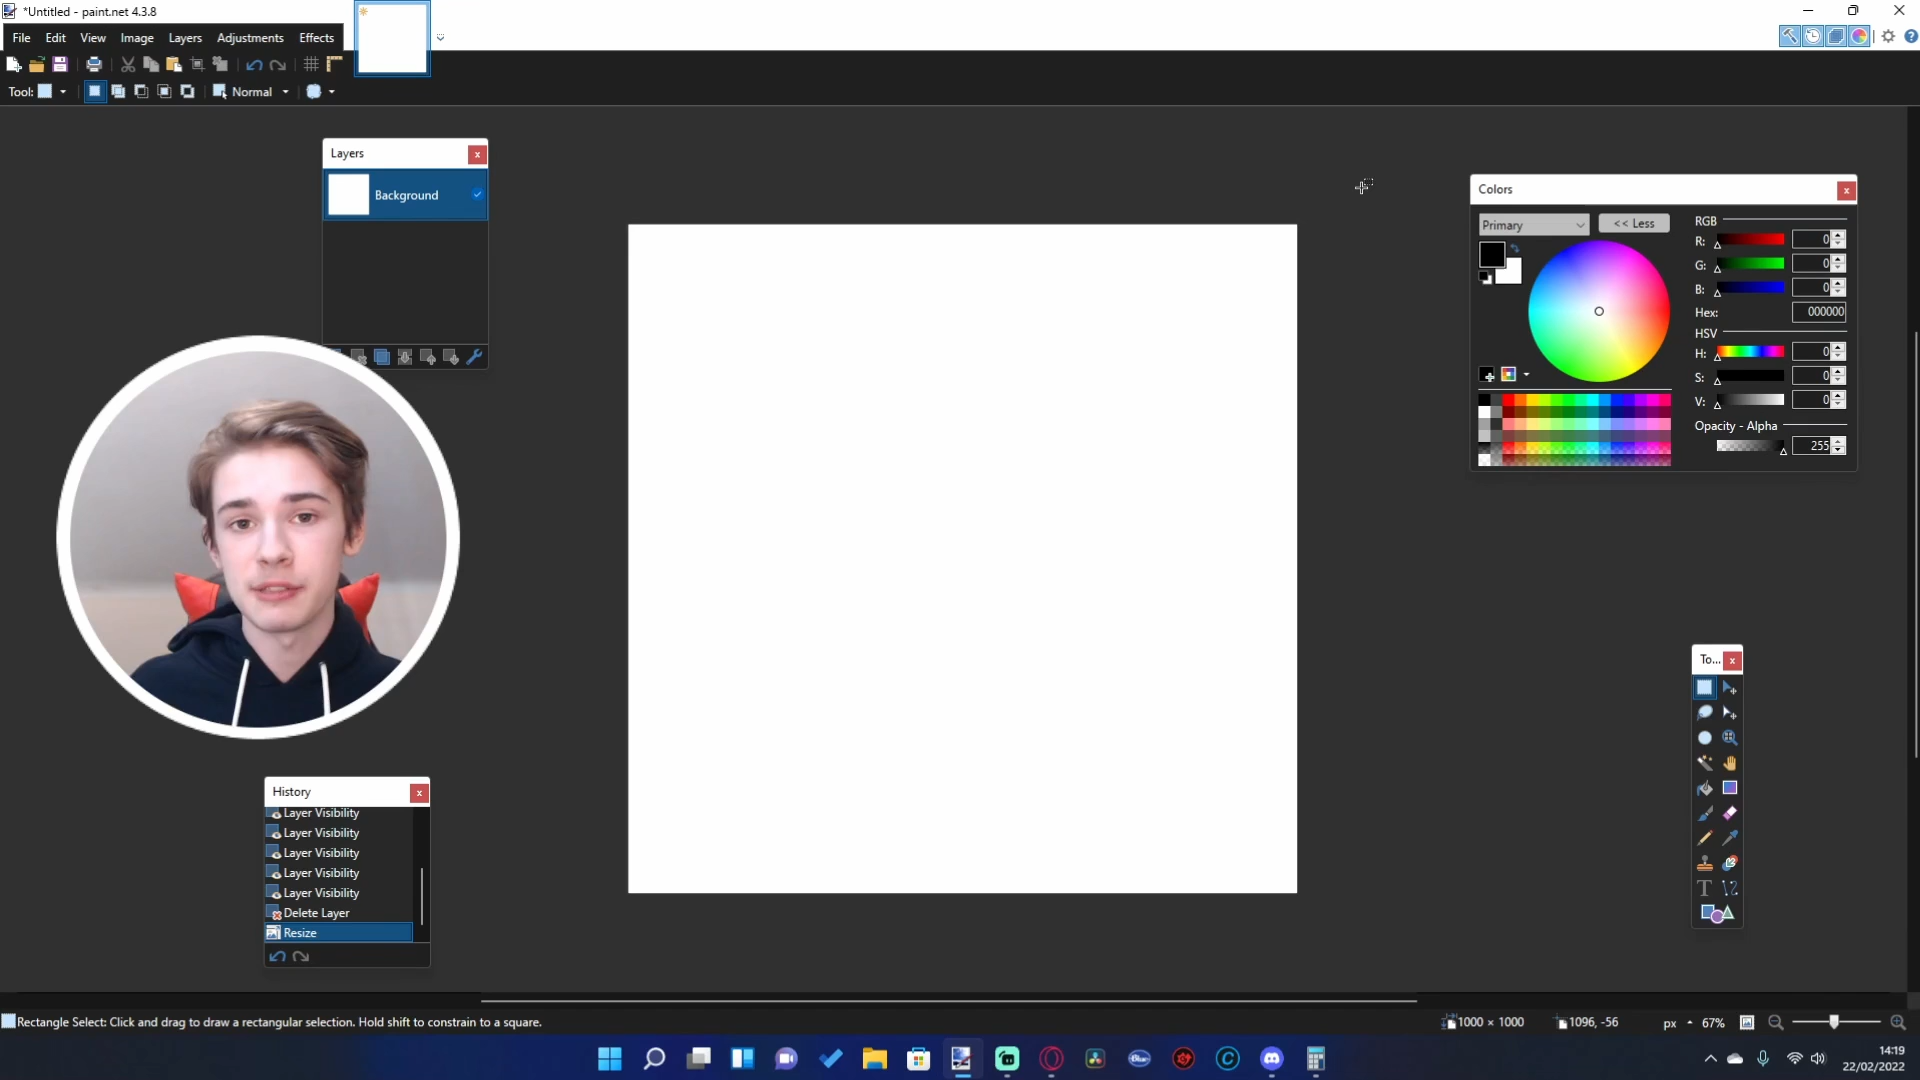 *Untitled - paint.net 4.3.8
File Edit View Image Layers Adjustments Effects
Tool:
Normal
Layers
Background
Colors
Primary
<< Less
RGB
R: 0
G: 0
B: 0
Hex: 000000
HSV
H: 0
S: 0
V: 0
Opacity - Alpha
255
To...
History
Layer Visibility
Layer Visibility
Layer Visibility
Layer Visibility
Layer Visibility
Delete Layer
Resize
Rectangle Select: Click and drag to draw a rectangular selection. Hold shift to constrain to a square.
1000 × 1000
1096, -56
px
67%
14:19
22/02/2022